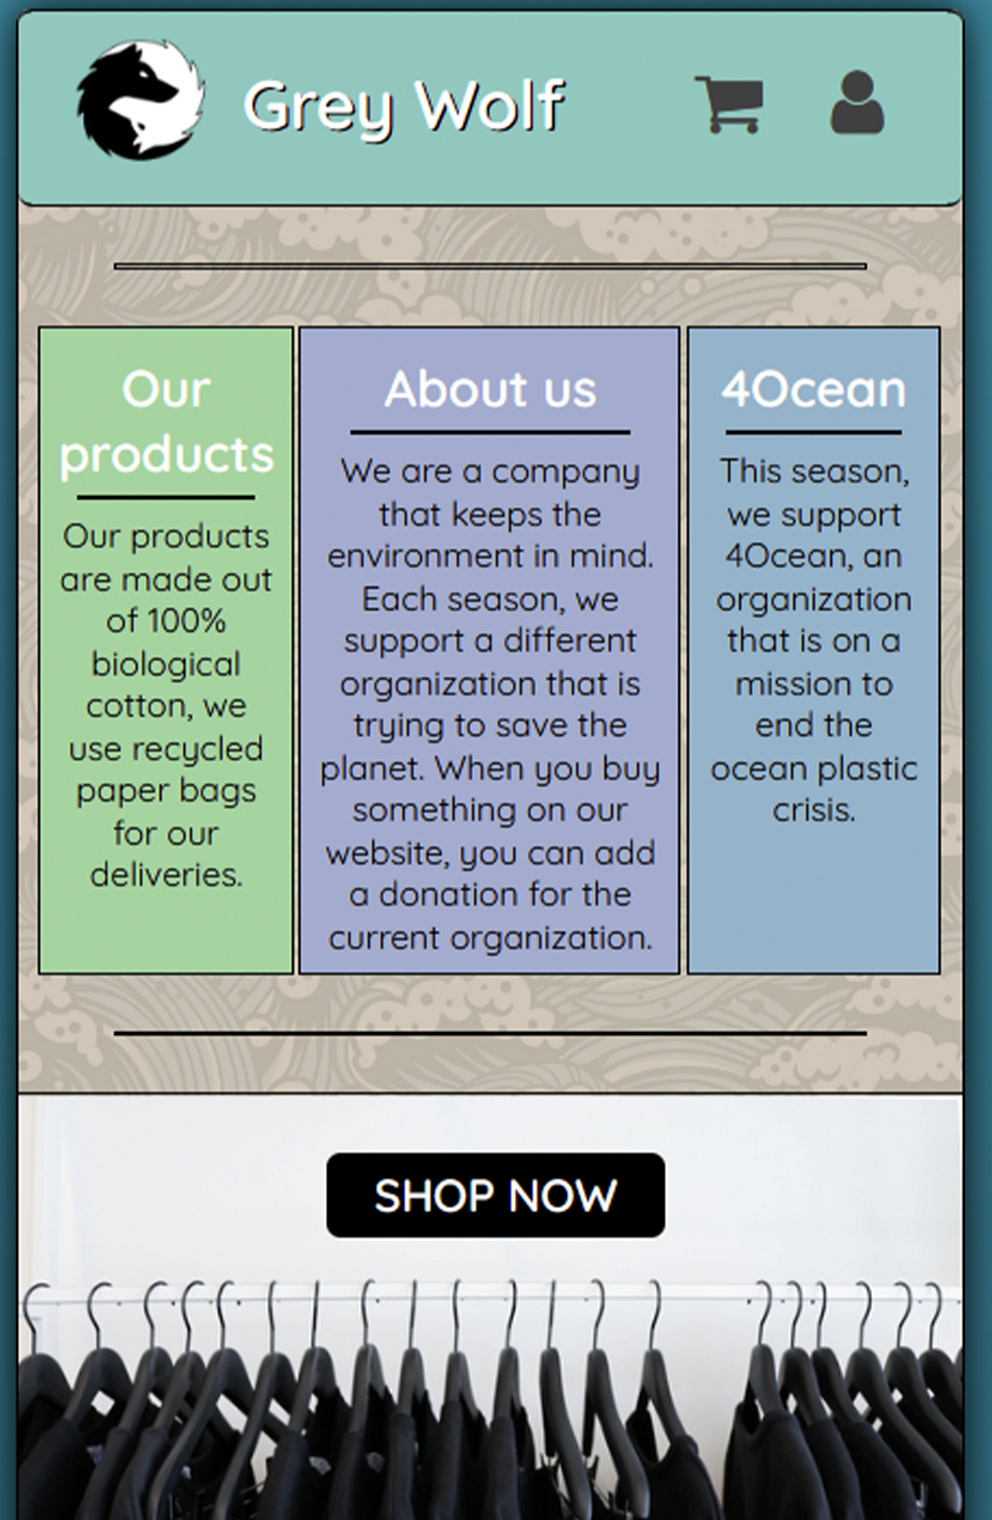 Grey Wolf
Our
products
Our products
are made out
of 100%
biological
cotton, we
use recycled
paper bags
for our
deliveries.
About us
We are a company
that keeps the
environment in mind.
Each season, we
support a different
organization that is
trying to save the
planet. When you buy
something on our
website, you can add
a donation for the
current organization.
4Ocean
This season,
we support
4Ocean, an
organization
that is on a
mission to
end the
ocean plastic
crisis.
SHOP NOW